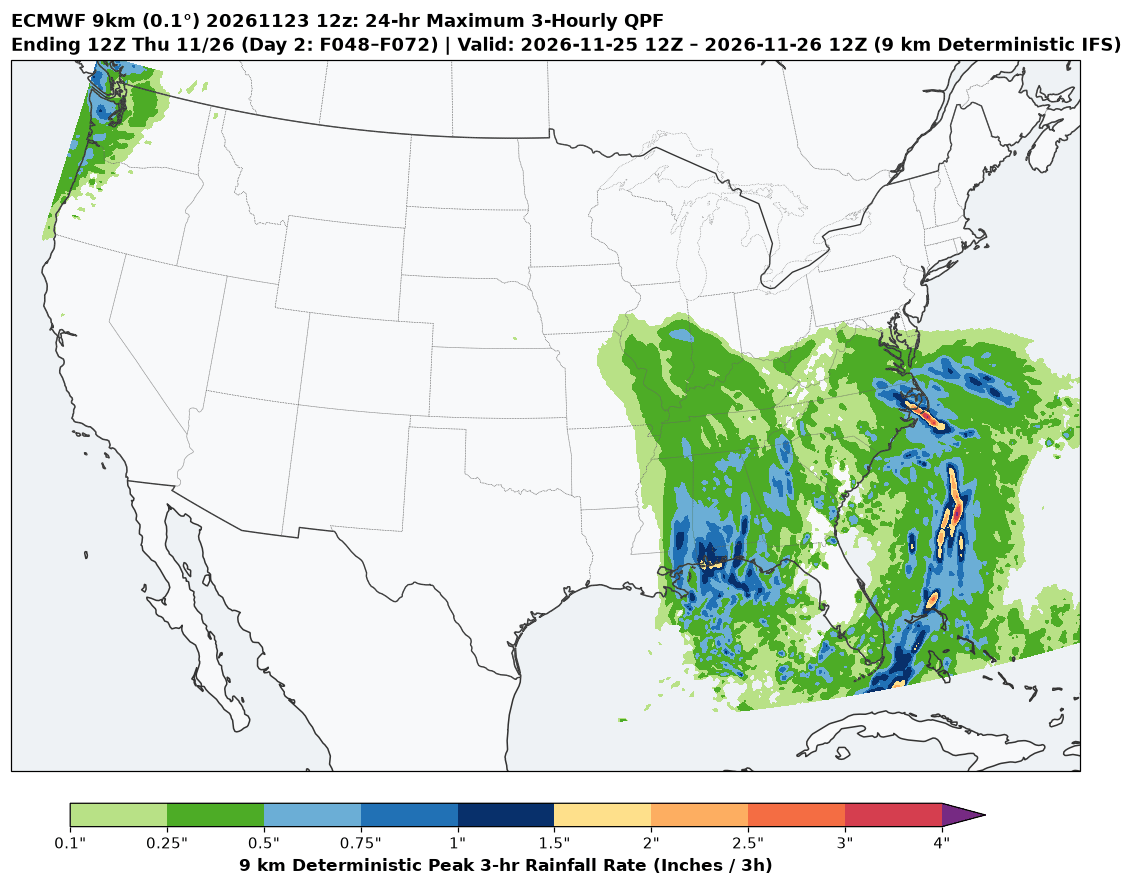 ECMWF 9km (0.1°) 20261123 12z: 24-hr Maximum 3-Hourly QPF
Ending 12Z Thu 11/26 (Day 2: F048–F072) | Valid: 2026-11-25 12Z – 2026-11-26 12Z (9 km Deterministic IFS)
0.1" 0.25" 0.5" 0.75" 1" 1.5" 2" 2.5" 3" 4"
9 km Deterministic Peak 3-hr Rainfall Rate (Inches / 3h)